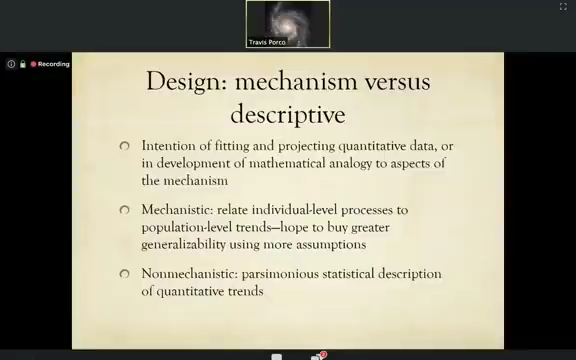 Travis Porco
Recording
Design: mechanism versus
descriptive
Intention of fitting and projecting quantitative data, or
in development of mathematical analogy to aspects of
the mechanism
Mechanistic: relate individual-level processes to
population-level trends—hope to buy greater
generalizability using more assumptions
Nonmechanistic: parsimonious statistical description
of quantitative trends